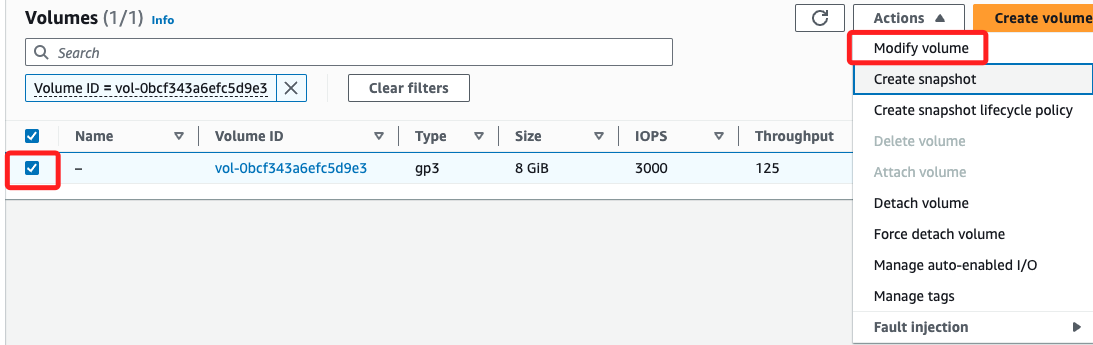 Volumes (1/1) Info
Actions
Create volume
Search
Modify volume
Create snapshot
Volume ID = vol-0bcf343a6efc5d9e3
Clear filters
Create snapshot lifecycle policy
Name Volume ID Type Size IOPS Throughput
Delete volume
– vol-0bcf343a6efc5d9e3 gp3 8 GiB 3000 125
Attach volume
Detach volume
Force detach volume
Manage auto-enabled I/O
Manage tags
Fault injection